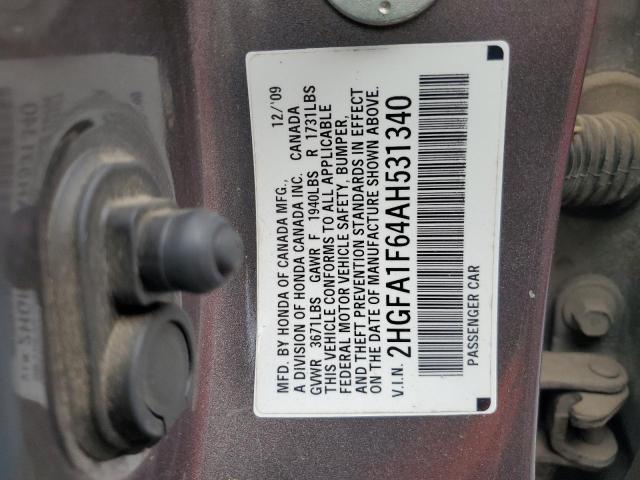 MFD. BY HONDA OF CANADA MFG., 12/'09
A DIVISION OF HONDA CANADA INC. CANADA
GVWR 3671LBS GAWR F 1940LBS R 1731LBS
THIS VEHICLE CONFORMS TO ALL APPLICABLE
FEDERAL MOTOR VEHICLE SAFETY, BUMPER,
AND THEFT PREVENTION STANDARDS IN EFFECT
ON THE DATE OF MANUFACTURE SHOWN ABOVE.
V.I.N. 2HGFA1F64AH531340
PASSENGER CAR